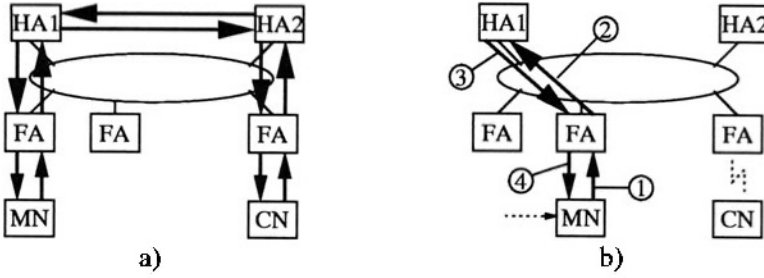 HA1 HA2 HA1 ② HA2
③
FA FA FA FA FA FA
④ ①
MN CN MN CN
a) b)